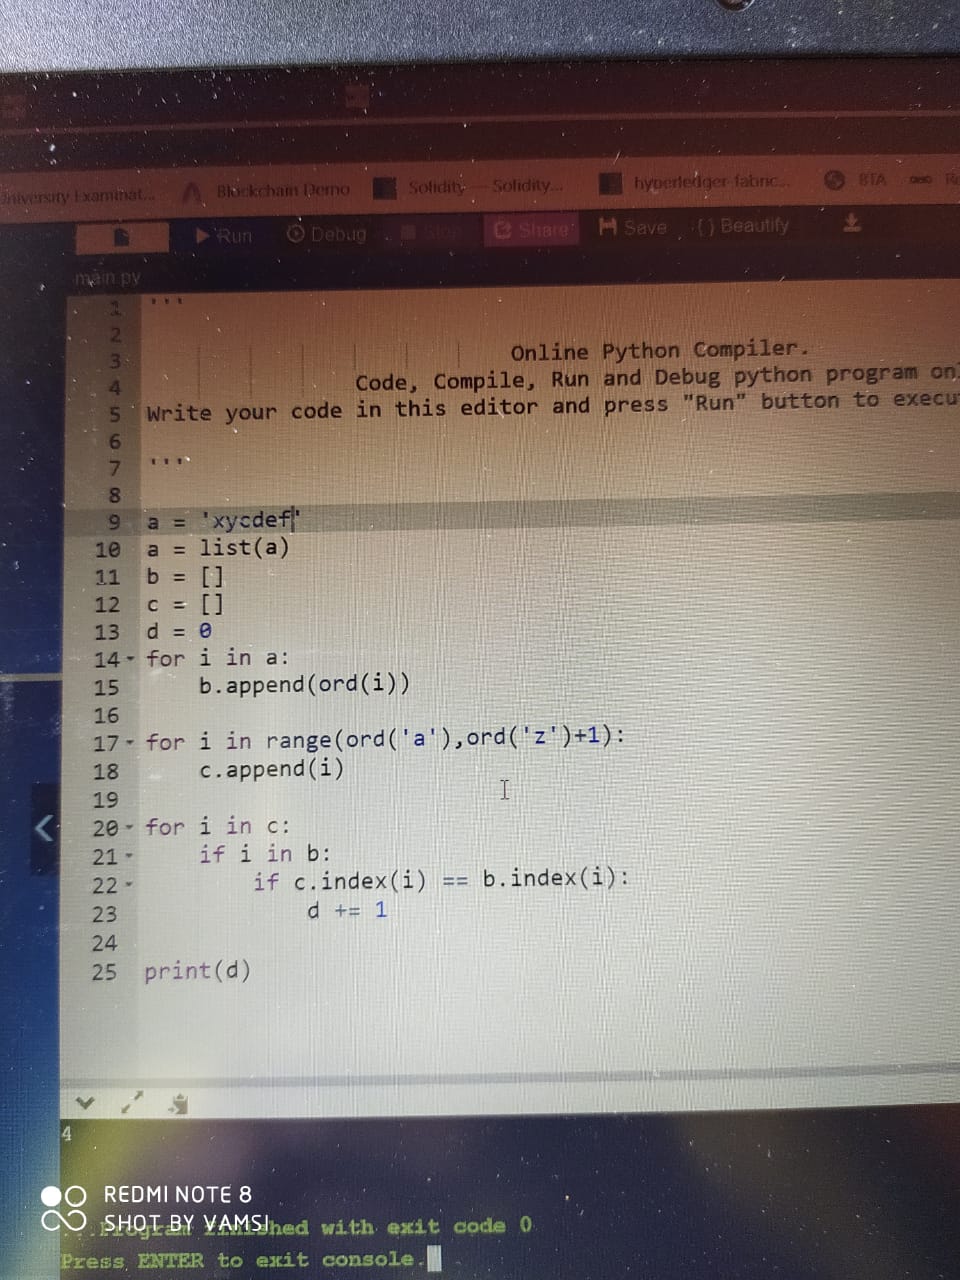 University Examinat... Blockchain Demo Solidity — Solidity... hyperledger-fabric... BTA
Run Debug Stop Share Save {} Beautify
main.py
1 '''
2
3 Online Python Compiler.
4 Code, Compile, Run and Debug python program onl
5 Write your code in this editor and press "Run" button to execu
6
7 '''
8
9 a = 'xycdef'
10 a = list(a)
11 b = []
12 c = []
13 d = 0
14 for i in a:
15 b.append(ord(i))
16
17 for i in range(ord('a'),ord('z')+1):
18 c.append(i)
19
20 for i in c:
21 if i in b:
22 if c.index(i) == b.index(i):
23 d += 1
24
25 print(d)
4
REDMI NOTE 8
SHOT BY VAMSI
...Program finished with exit code 0
Press ENTER to exit console.